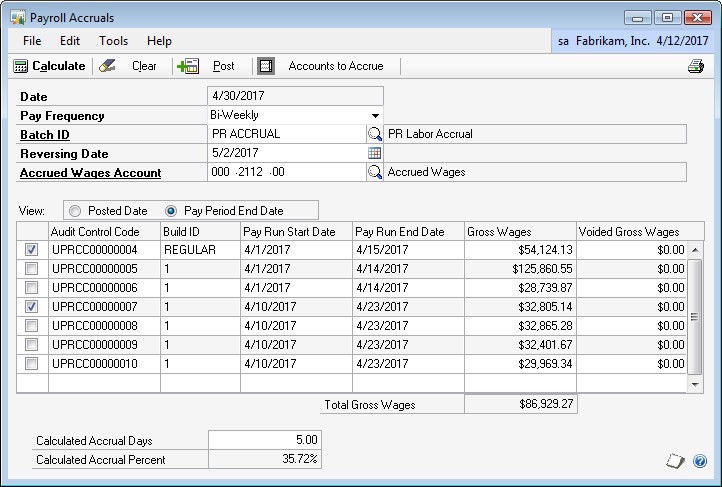 Payroll Accruals
File Edit Tools Help sa Fabrikam, Inc. 4/12/2017
Calculate Clear Post Accounts to Accrue
Date 4/30/2017
Pay Frequency Bi-Weekly
Batch ID PR ACCRUAL PR Labor Accrual
Reversing Date 5/2/2017
Accrued Wages Account 000 -2112 -00 Accrued Wages
View: Posted Date Pay Period End Date
Audit Control Code Build ID Pay Run Start Date Pay Run End Date Gross Wages Voided Gross Wages
UPRCC00000004 REGULAR 4/1/2017 4/15/2017 $54,124.13 $0.00
UPRCC00000005 1 4/1/2017 4/14/2017 $125,860.55 $0.00
UPRCC00000006 1 4/1/2017 4/14/2017 $28,739.87 $0.00
UPRCC00000007 1 4/10/2017 4/23/2017 $32,805.14 $0.00
UPRCC00000008 1 4/10/2017 4/23/2017 $32,865.28 $0.00
UPRCC00000009 1 4/10/2017 4/23/2017 $32,401.67 $0.00
UPRCC00000010 1 4/10/2017 4/23/2017 $29,969.34 $0.00
Total Gross Wages $86,929.27
Calculated Accrual Days 5.00
Calculated Accrual Percent 35.72%